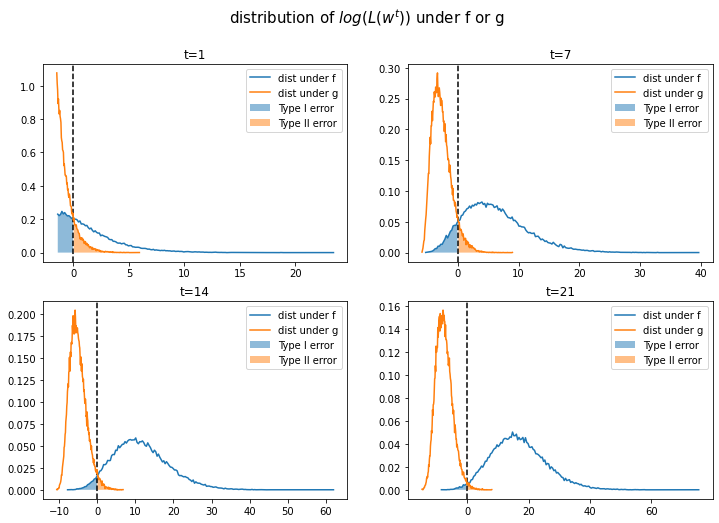 distribution of log(L(w^t)) under f or g
t=1
1.0
0.8
0.6
0.4
0.2
0.0
0 5 10 15 20
dist under f
dist under g
Type I error
Type II error
t=7
0.30
0.25
0.20
0.15
0.10
0.05
0.00
0 10 20 30 40
dist under f
dist under g
Type I error
Type II error
t=14
0.200
0.175
0.150
0.125
0.100
0.075
0.050
0.025
0.000
−10 0 10 20 30 40 50 60
dist under f
dist under g
Type I error
Type II error
t=21
0.16
0.14
0.12
0.10
0.08
0.06
0.04
0.02
0.00
0 20 40 60
dist under f
dist under g
Type I error
Type II error